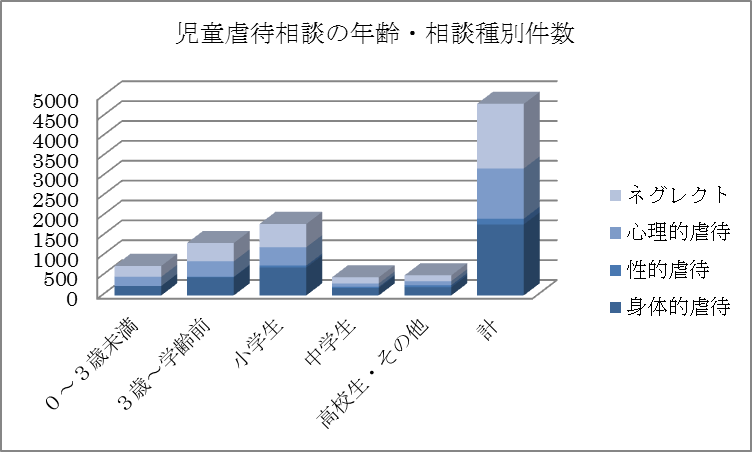 児童虐待相談の年齢・相談種別件数
5000
4500
4000
3500
3000
2500
2000
1500
1000
500
0
０～３歳未満
３歳～学齢前
小学生
中学生
高校生・その他
計
ネグレクト
心理的虐待
性的虐待
身体的虐待